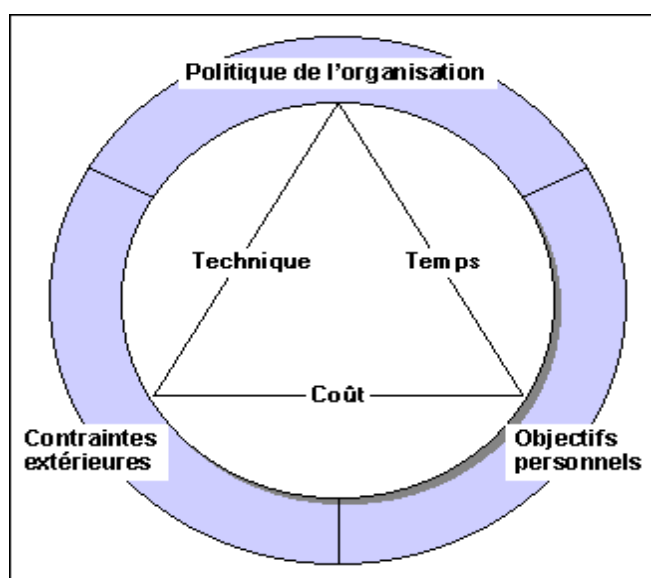 Politique de l'organisation
Technique
Temps
Coût
Contraintes
extérieures
Objectifs
personnels